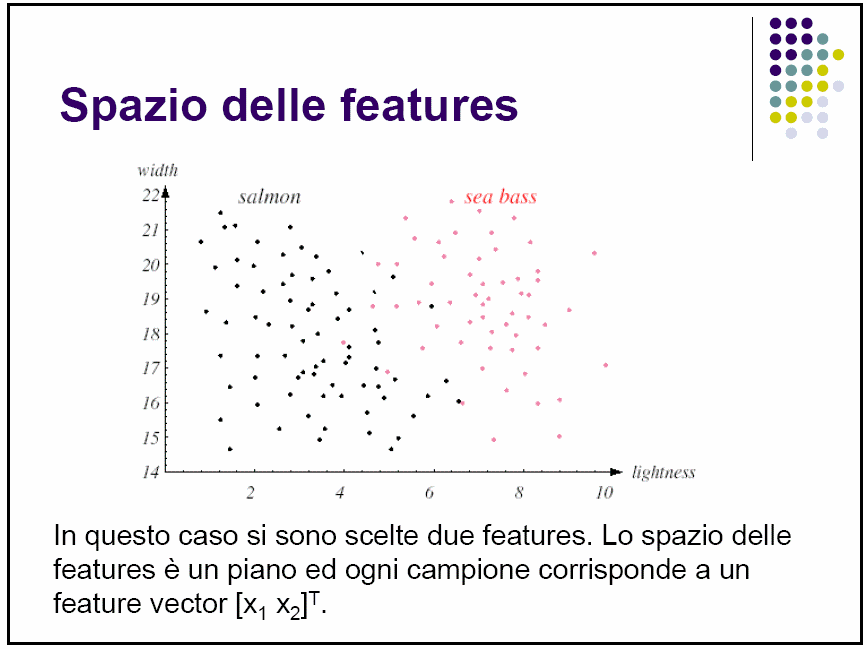 Spazio delle features
width
salmon
sea bass
22
21
20
19
18
17
16
15
14
lightness
2 4 6 8 10
In questo caso si sono scelte due features. Lo spazio delle
features è un piano ed ogni campione corrisponde a un
feature vector [x₁ x₂]ᵀ.